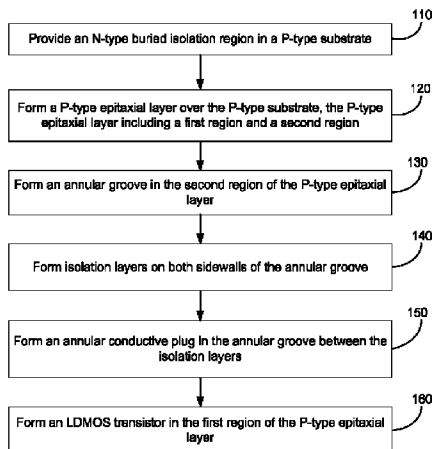 110
Provide an N-type buried isolation region in a P-type substrate
120
Form a P-type epitaxial layer over the P-type substrate, the P-type
epitaxial layer including a first region and a second region
130
Form an annular groove in the second region of the P-type epitaxial
layer
140
Form isolation layers on both sidewalls of the annular groove
150
Form an annular conductive plug in the annular groove between the
isolation layers
160
Form an LDMOS transistor in the first region of the P-type epitaxial
layer